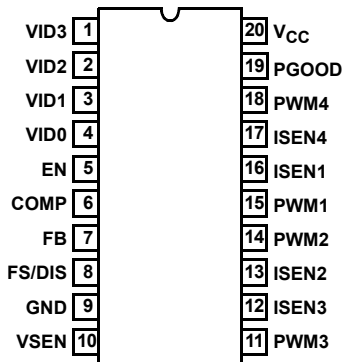 VID3 1 20 VCC
VID2 2 19 PGOOD
VID1 3 18 PWM4
VID0 4 17 ISEN4
EN 5 16 ISEN1
COMP 6 15 PWM1
FB 7 14 PWM2
FS/DIS 8 13 ISEN2
GND 9 12 ISEN3
VSEN 10 11 PWM3